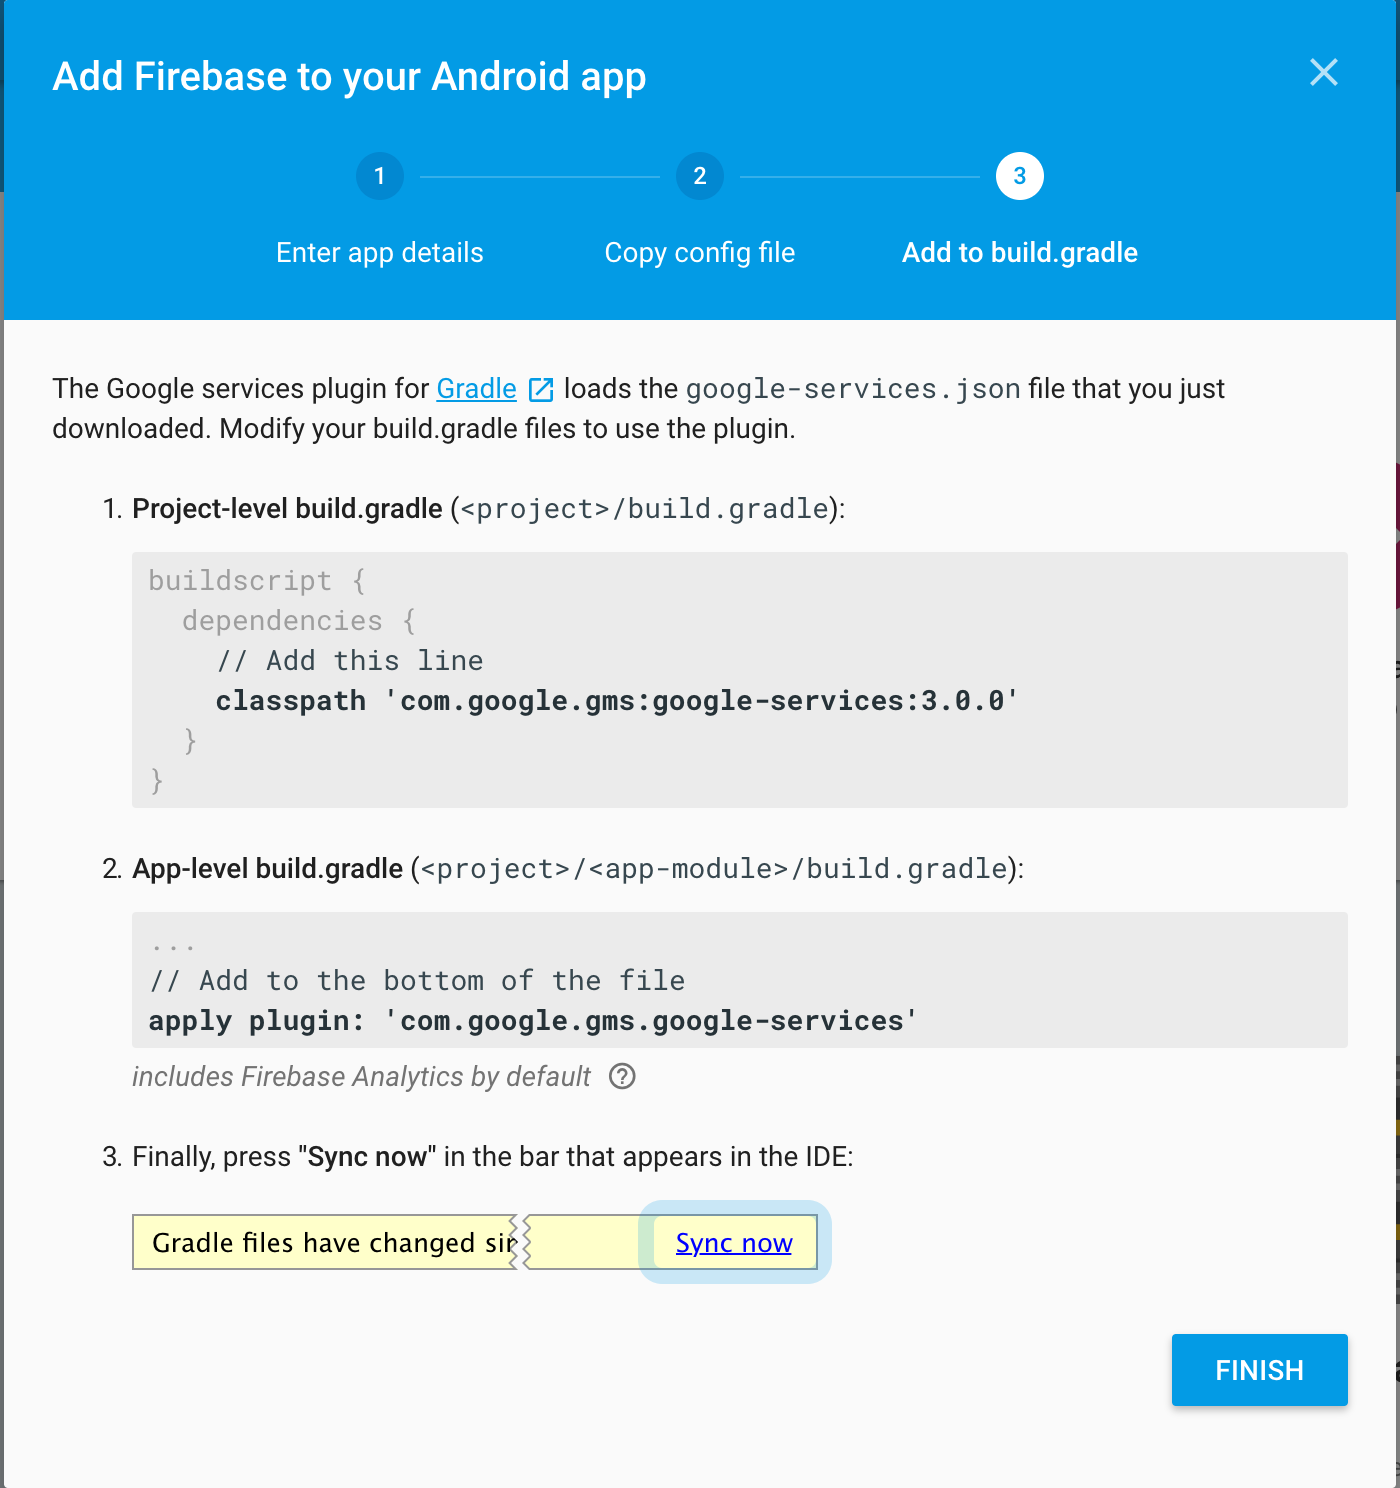 Add Firebase to your Android app
1 2 3
Enter app details Copy config file Add to build.gradle
The Google services plugin for Gradle loads the google-services.json file that you just
downloaded. Modify your build.gradle files to use the plugin.
1. Project-level build.gradle (<project>/build.gradle):
buildscript {
  dependencies {
    // Add this line
    classpath 'com.google.gms:google-services:3.0.0'
  }
}
2. App-level build.gradle (<project>/<app-module>/build.gradle):
...
// Add to the bottom of the file
apply plugin: 'com.google.gms.google-services'
includes Firebase Analytics by default ?
3. Finally, press "Sync now" in the bar that appears in the IDE:
Gradle files have changed Sync now
FINISH